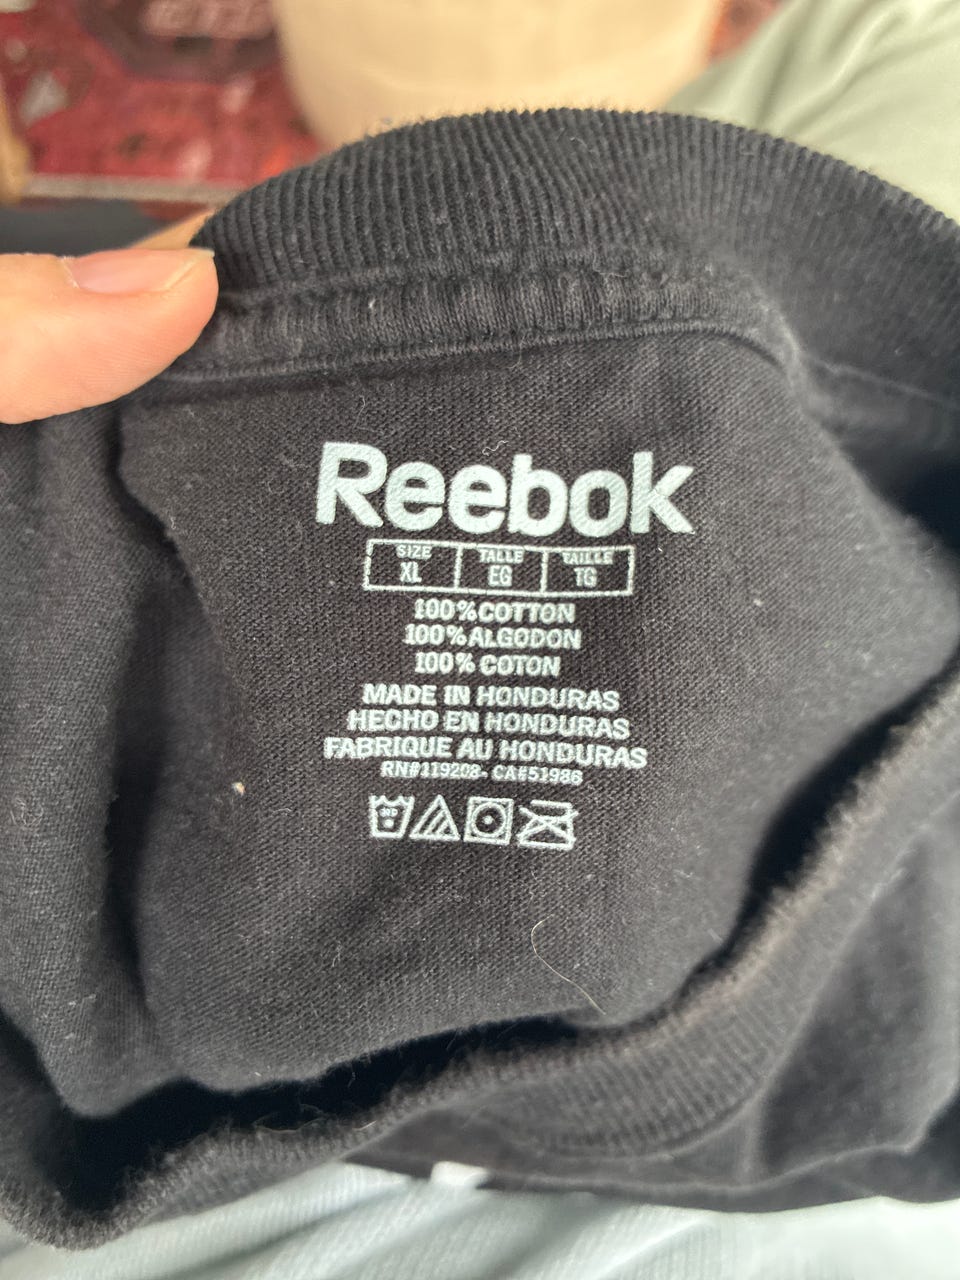 Reebok
SIZE TALLE TAILLE
XL EG TG
100% COTTON
100% ALGODON
100% COTON
MADE IN HONDURAS
HECHO EN HONDURAS
FABRIQUE AU HONDURAS
RN#119208- CA#51986